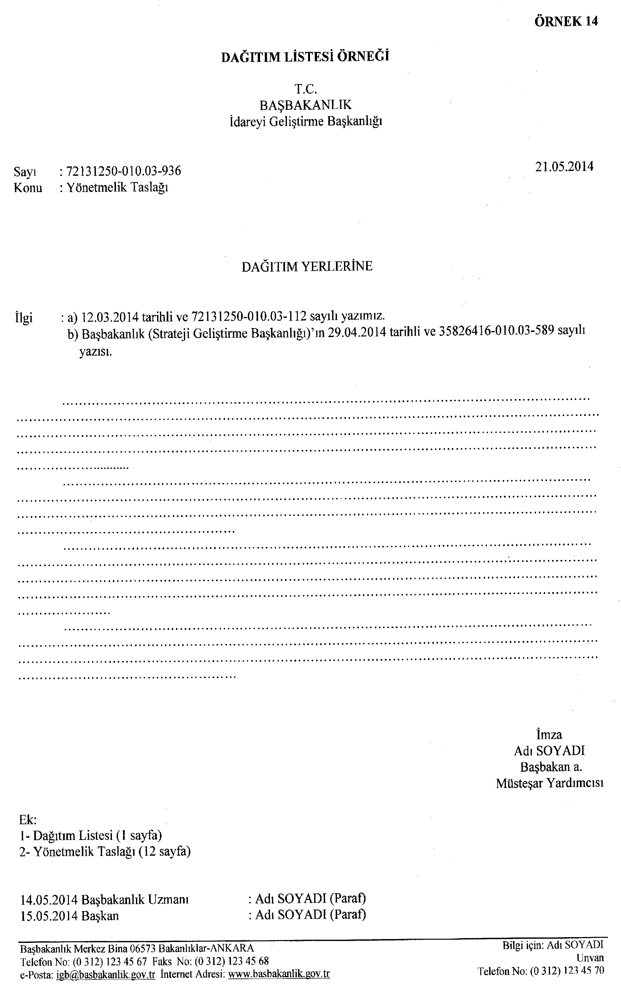 ÖRNEK 14
DAĞITIM LİSTESİ ÖRNEĞİ
T.C.
BAŞBAKANLIK
İdareyi Geliştirme Başkanlığı
Sayı : 72131250-010.03-936 21.05.2014
Konu : Yönetmelik Taslağı
DAĞITIM YERLERİNE
İlgi : a) 12.03.2014 tarihli ve 72131250-010.03-112 sayılı yazımız.
b) Başbakanlık (Strateji Geliştirme Başkanlığı)’ın 29.04.2014 tarihli ve 35826416-010.03-589 sayılı
yazısı.
İmza
Adı SOYADI
Başbakan a.
Müsteşar Yardımcısı
Ek:
1- Dağıtım Listesi (1 sayfa)
2- Yönetmelik Taslağı (12 sayfa)
14.05.2014 Başbakanlık Uzmanı : Adı SOYADI (Paraf)
15.05.2014 Başkan : Adı SOYADI (Paraf)
Başbakanlık Merkez Bina 06573 Bakanlıklar-ANKARA Bilgi için: Adı SOYADI
Telefon No: (0 312) 123 45 67 Faks No: (0 312) 123 45 68 Unvan
e-Posta: igb@basbakanlik.gov.tr İnternet Adresi: www.basbakanlik.gov.tr Telefon No: (0 312) 123 45 70